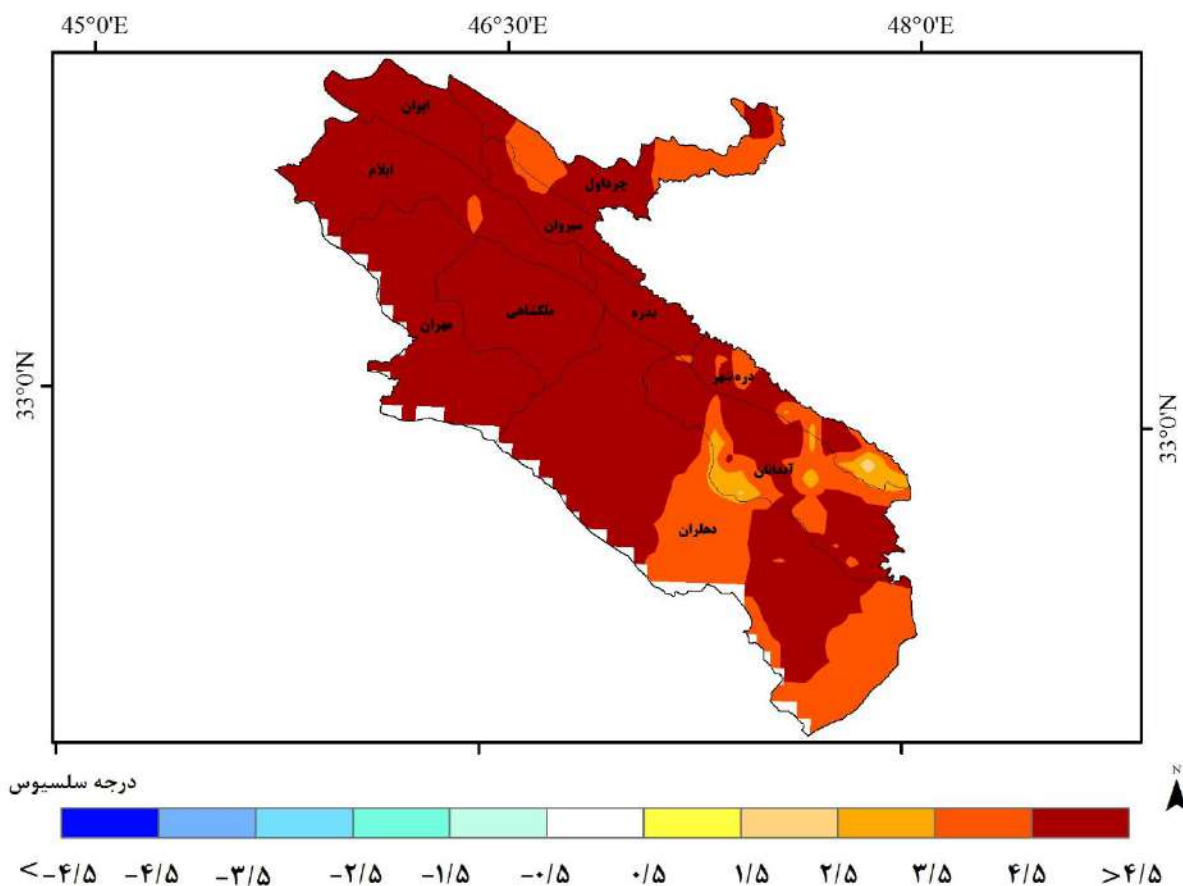 45°0'E 46°30'E 48°0'E
ایوان
ایلام
چرداول
سیروان
ملکشاهی
بدره
مهران
33°0'N
دره شهر
33°0'N
آبدانان
دهلران
درجه سلسیوس
N
<-۴/۵ -۴/۵ -۳/۵ -۲/۵ -۱/۵ -۰/۵ ۰/۵ ۱/۵ ۲/۵ ۳/۵ ۴/۵ >۴/۵